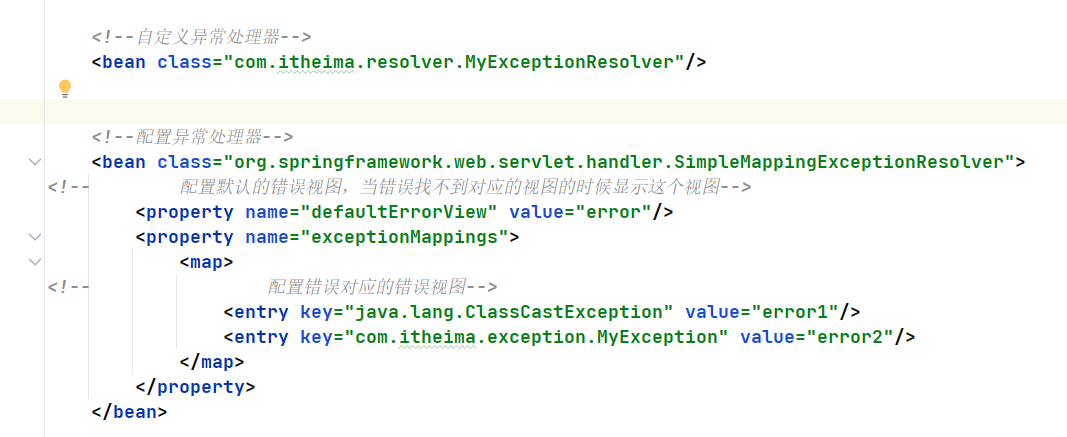 <!--自定义异常处理器-->
<bean class="com.itheima.resolver.MyExceptionResolver"/>
<!--配置异常处理器-->
<bean class="org.springframework.web.servlet.handler.SimpleMappingExceptionResolver">
<!--        配置默认的错误视图，当错误找不到对应的视图的时候显示这个视图-->
<property name="defaultErrorView" value="error"/>
<property name="exceptionMappings">
<map>
<!--                配置错误对应的错误视图-->
<entry key="java.lang.ClassCastException" value="error1"/>
<entry key="com.itheima.exception.MyException" value="error2"/>
</map>
</property>
</bean>